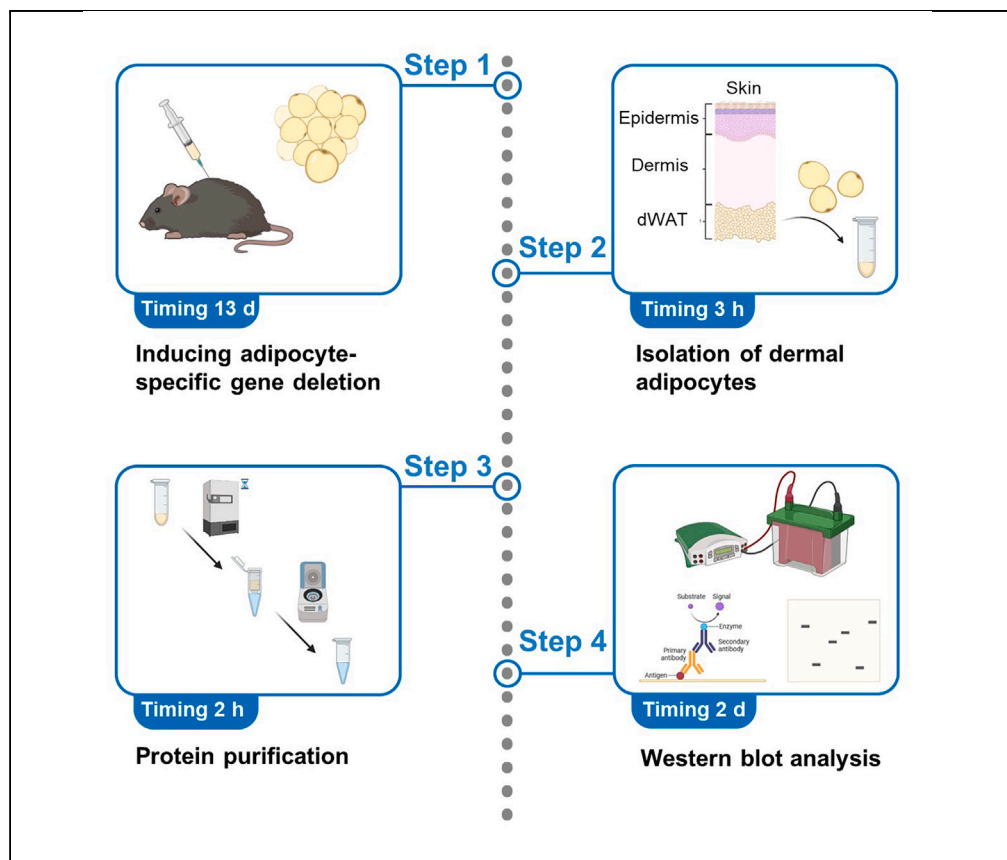 Step 1
Timing 13 d
Inducing adipocyte-
specific gene deletion
Skin
Epidermis
Dermis
dWAT
Step 2
Timing 3 h
Isolation of dermal
adipocytes
Step 3
Timing 2 h
Protein purification
Step 4
Substrate Signal
Enzyme
Secondary
antibody
Primary
antibody
Antigen
Timing 2 d
Western blot analysis